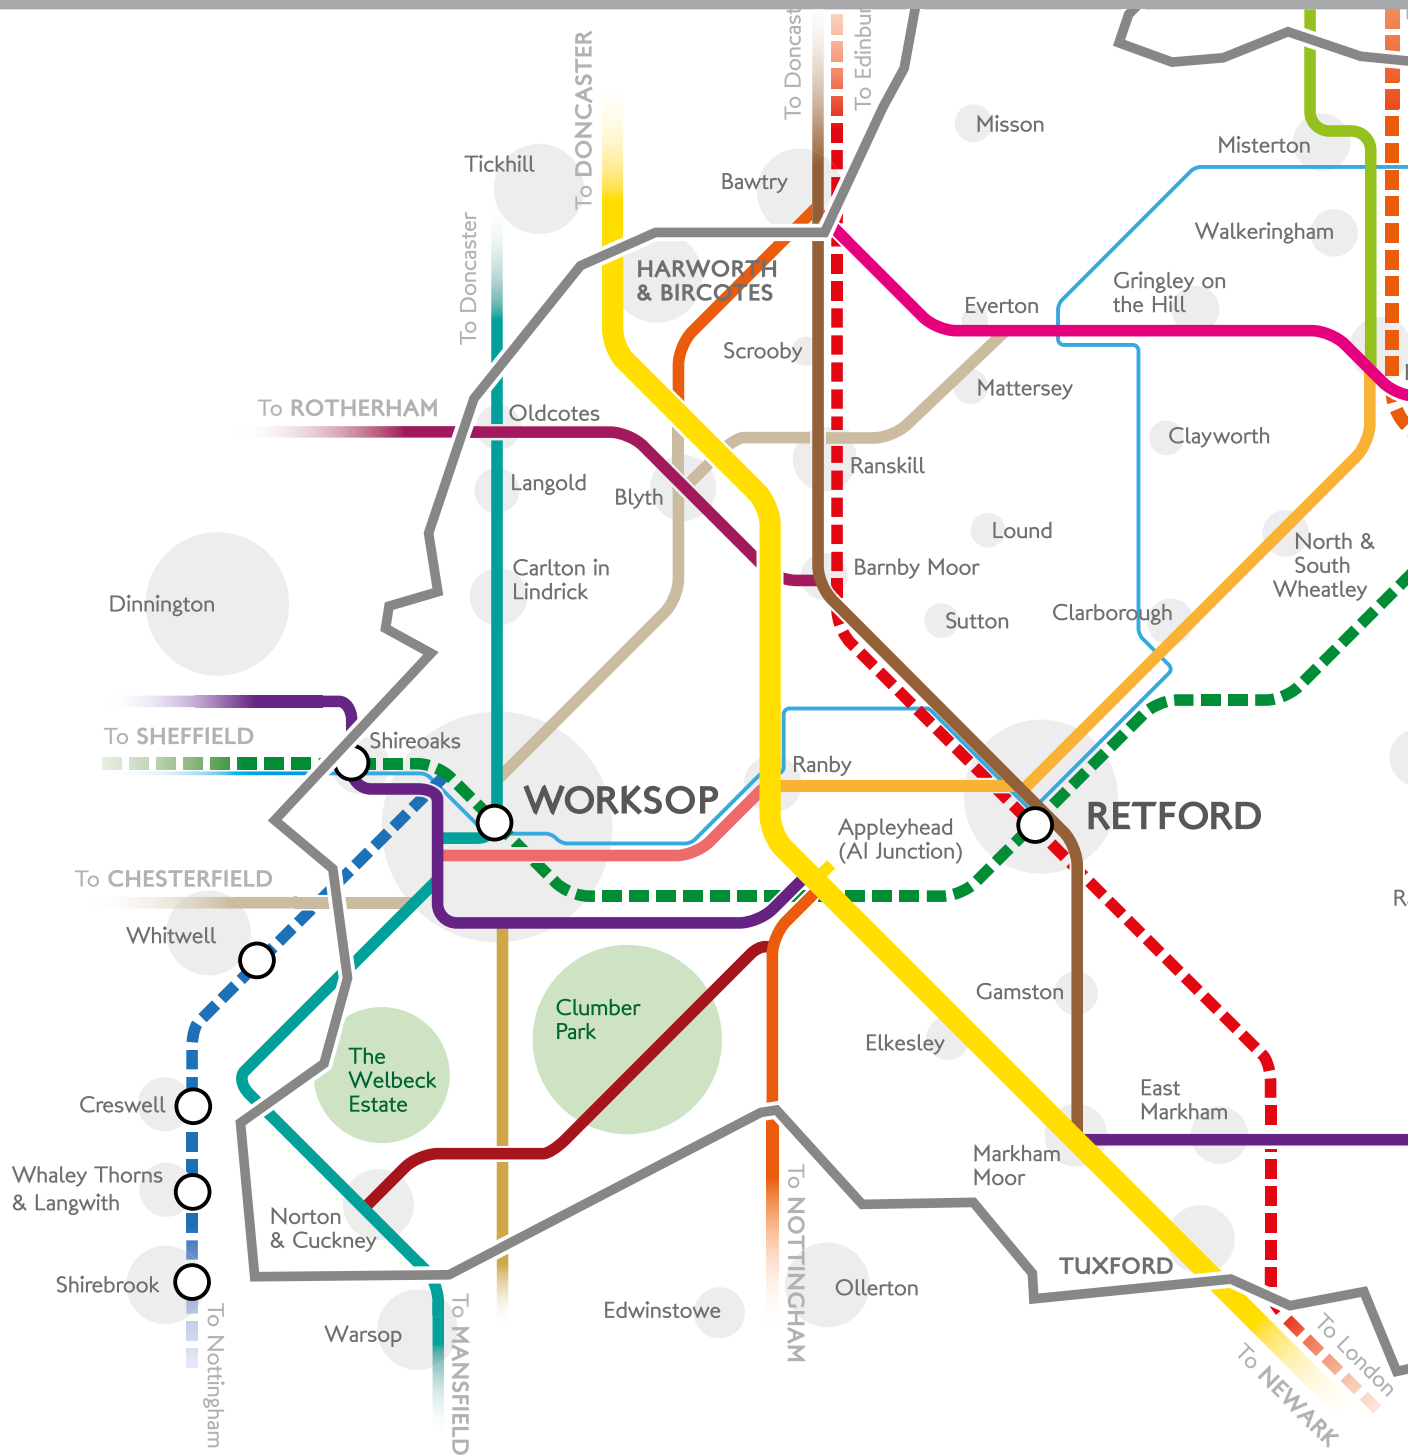 To Doncast
To Edinbur
To DONCASTER
Misson
Misterton
Tickhill
Bawtry
Walkeringham
To Doncaster
HARWORTH
& BIRCOTES
Gringley on
the Hill
Everton
Scrooby
Mattersey
To ROTHERHAM
Oldcotes
Clayworth
Ranskill
Langold
Blyth
Lound
North &
South
Wheatley
Carlton in
Lindrick
Barnby Moor
Dinnington
Sutton
Clarborough
To SHEFFIELD
Shireoaks
Ranby
WORKSOP
RETFORD
Appleyhead
(AI Junction)
To CHESTERFIELD
R
Whitwell
Gamston
Clumber
Park
Elkesley
The
Welbeck
Estate
East
Markham
Creswell
Markham
Moor
Whaley Thorns
& Langwith
Norton
& Cuckney
To NOTTINGHAM
TUXFORD
Shirebrook
Ollerton
Edwinstowe
Warsop
To Nottingham
To MANSFIELD
To London
To NEWARK